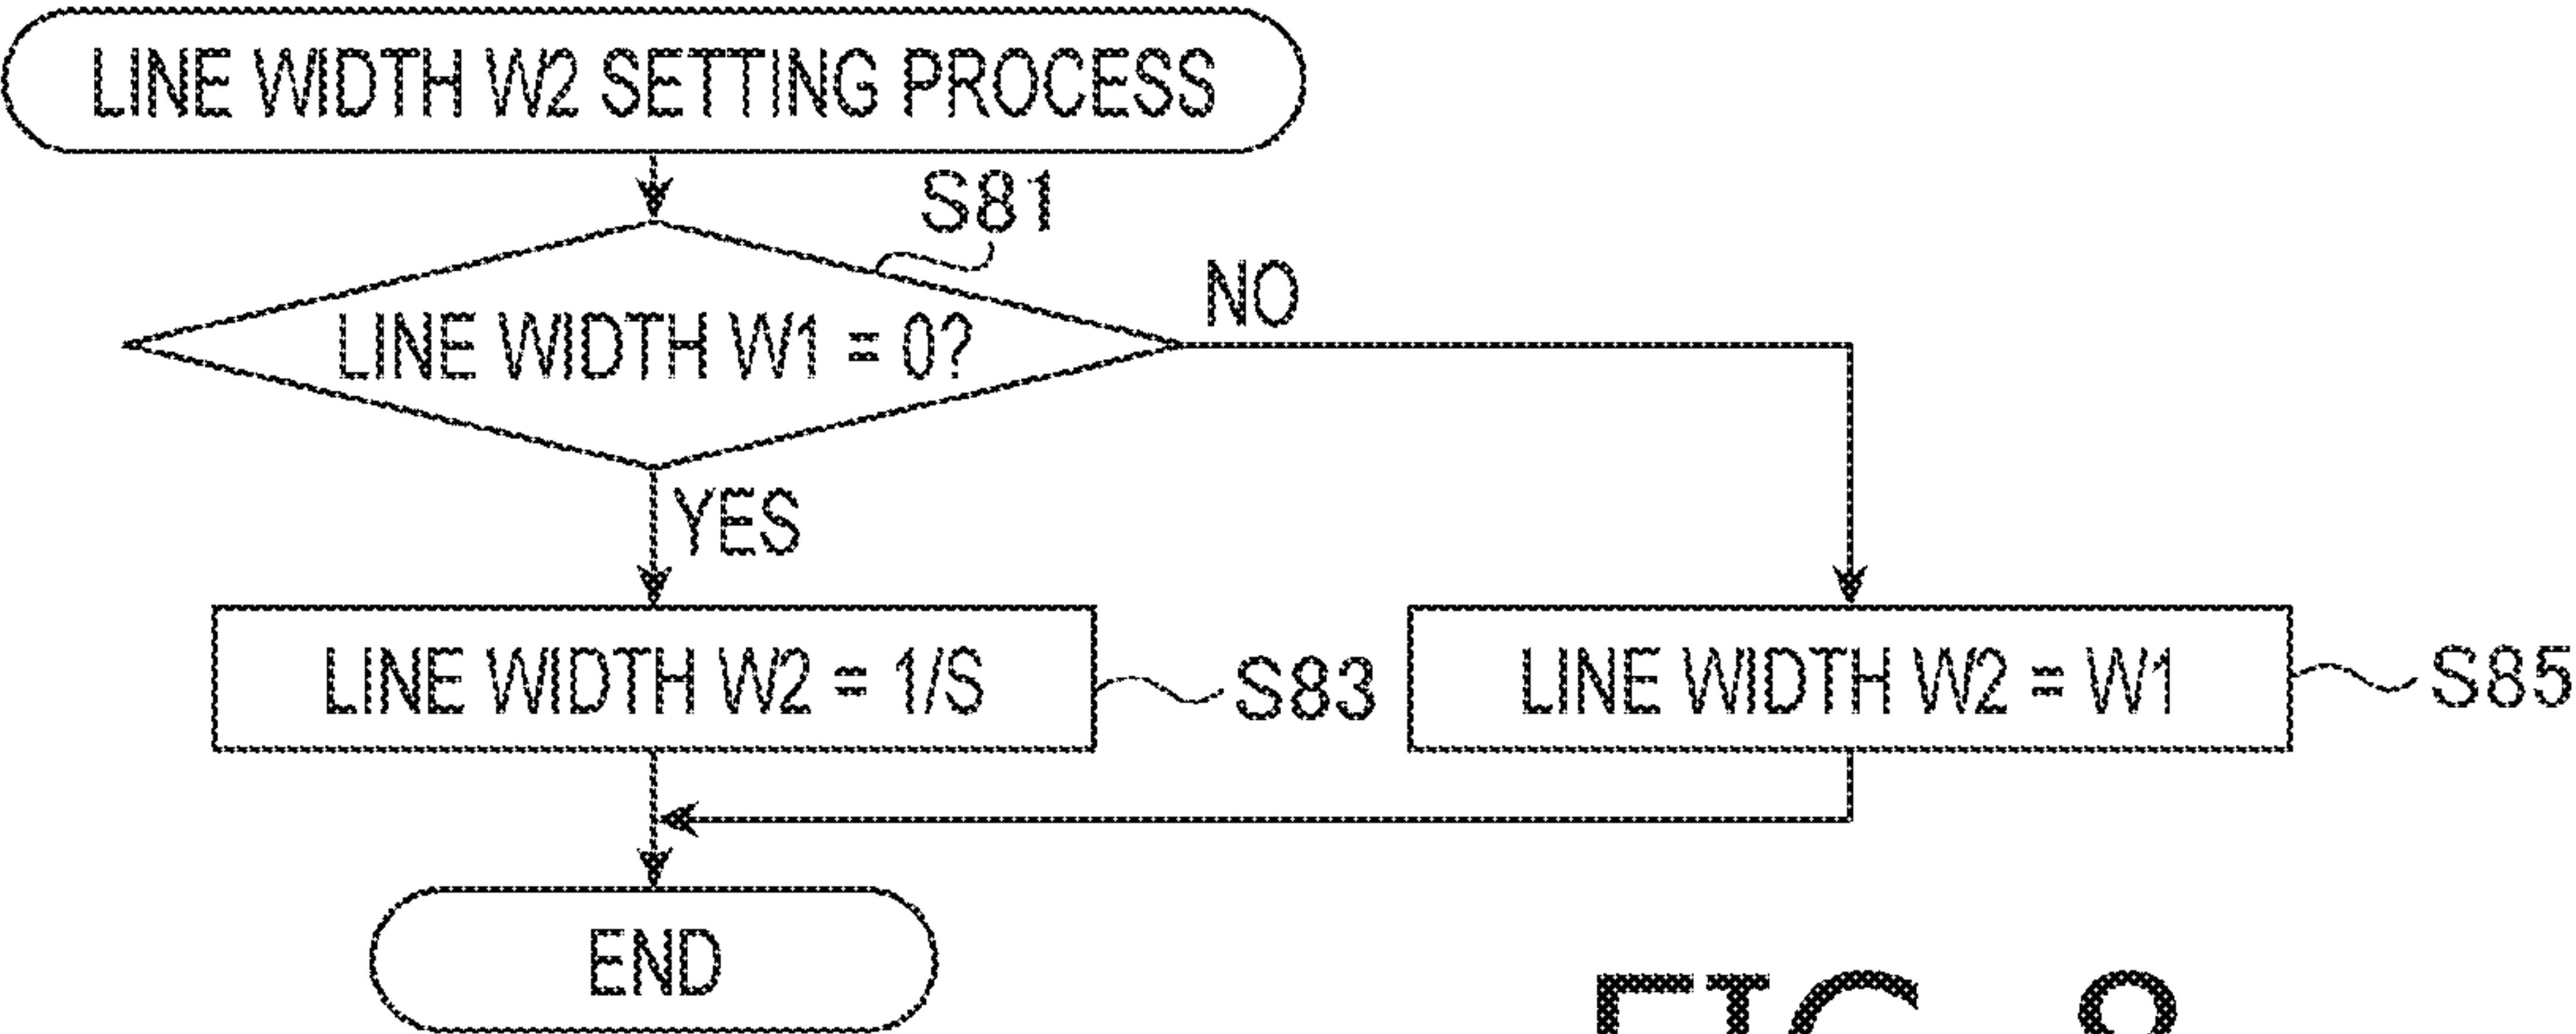 LINE WIDTH W2 SETTING PROCESS
S81
LINE WIDTH W1 = 0?
NO
YES
LINE WIDTH W2 = 1/S
S83
LINE WIDTH W2 = W1
S85
END